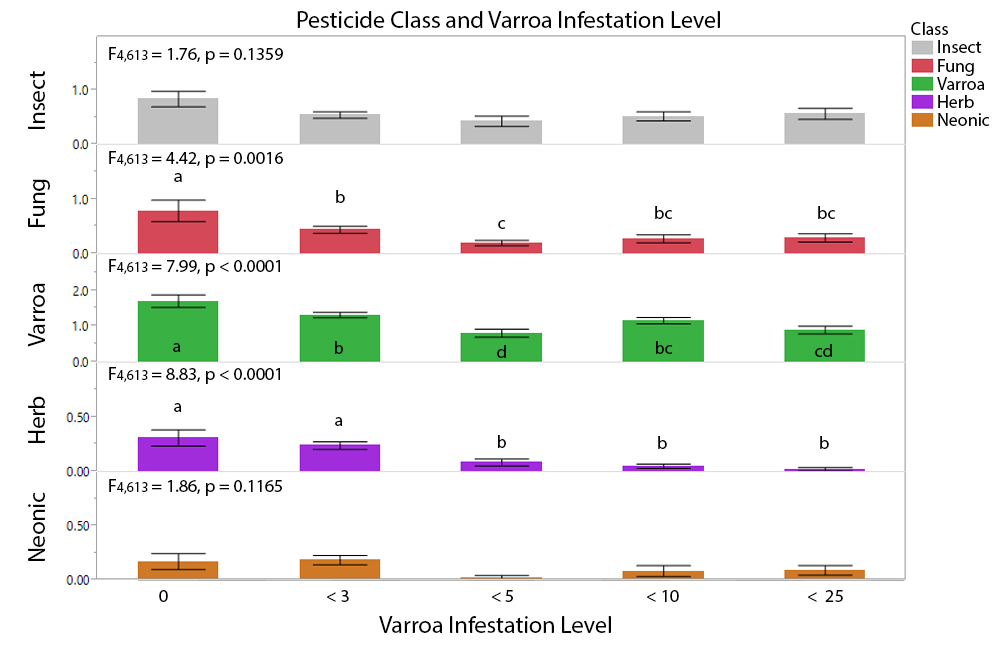 Pesticide Class and Varroa Infestation Level
Class
Insect
Fung
Varroa
Herb
Neonic
Insect
F4,613 = 1.76, p = 0.1359
1.0
0.0
Fung
F4,613 = 4.42, p = 0.0016
1.0
0.0
a
b
c
bc
bc
Varroa
F4,613 = 7.99, p < 0.0001
2.0
1.0
0.0
a
b
d
bc
cd
Herb
F4,613 = 8.83, p < 0.0001
0.50
0.00
a
a
b
b
b
Neonic
F4,613 = 1.86, p = 0.1165
0.50
0.00
0
< 3
< 5
< 10
< 25
Varroa Infestation Level